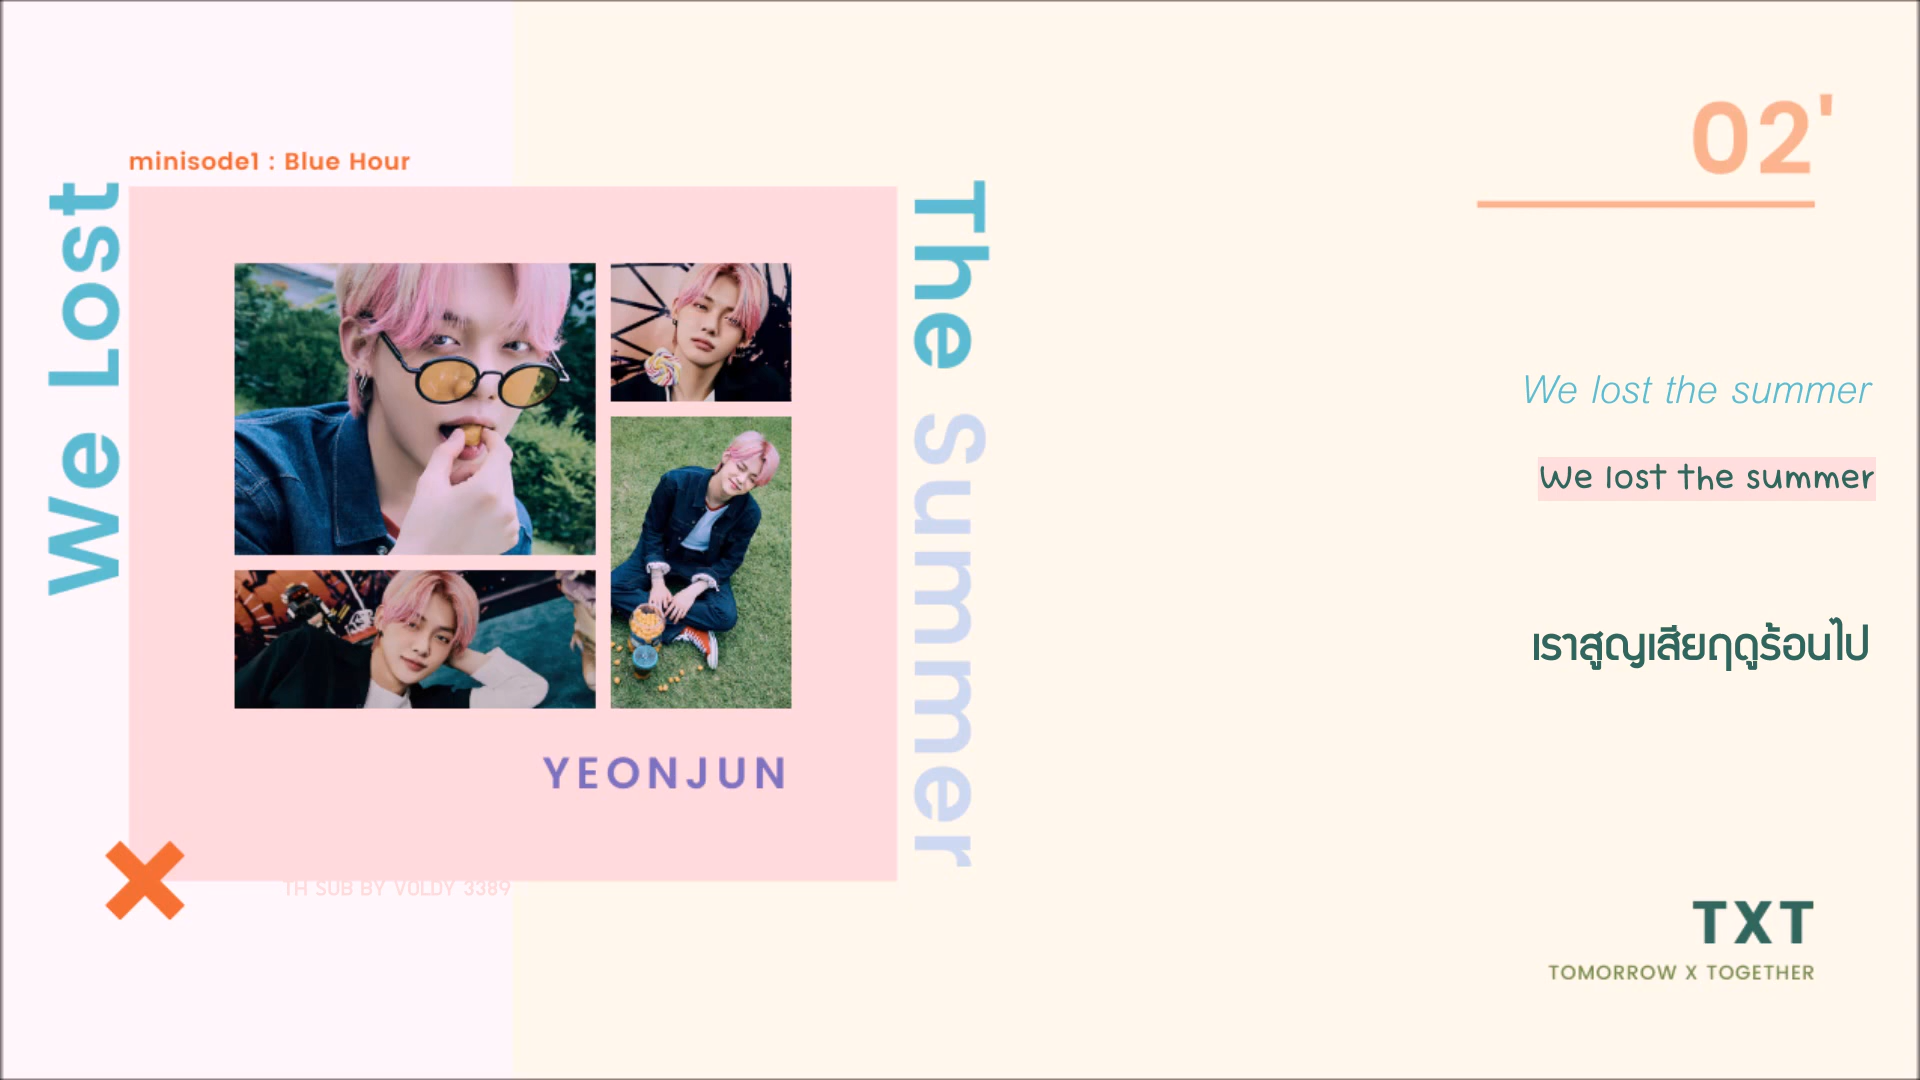 minisode1 : Blue Hour
We Lost
The Summer
YEONJUN
TH SUB BY V0LDY 3389
02'
We lost the summer
We lost the summer
เราสูญเสียฤดูร้อนไป
TXT
TOMORROW X TOGETHER